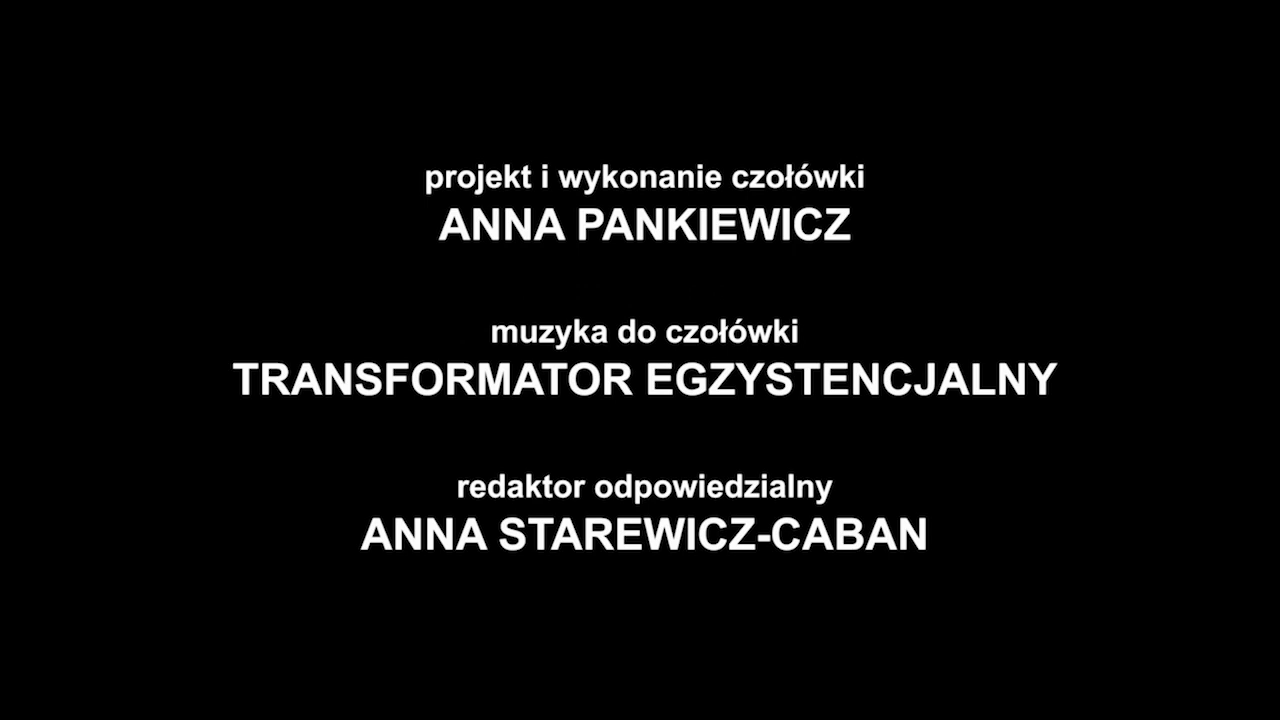 projekt i wykonanie czołówki
ANNA PANKIEWICZ
muzyka do czołówki
TRANSFORMATOR EGZYSTENCJALNY
redaktor odpowiedzialny
ANNA STAREWICZ-CABAN